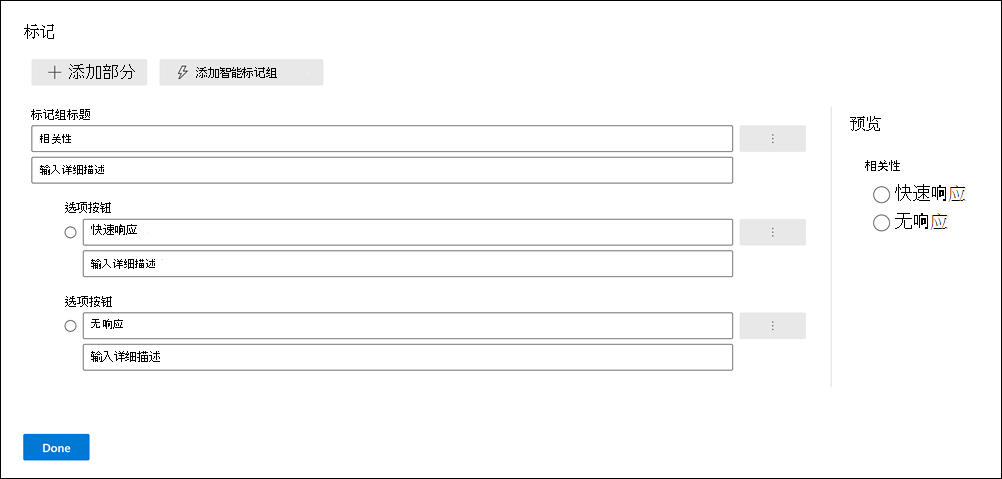 标记
添加部分
添加智能标记组
标记组标题
相关性
输入详细描述
选项按钮
快速响应
输入详细描述
选项按钮
无响应
输入详细描述
Done
预览
相关性
快速响应
无响应